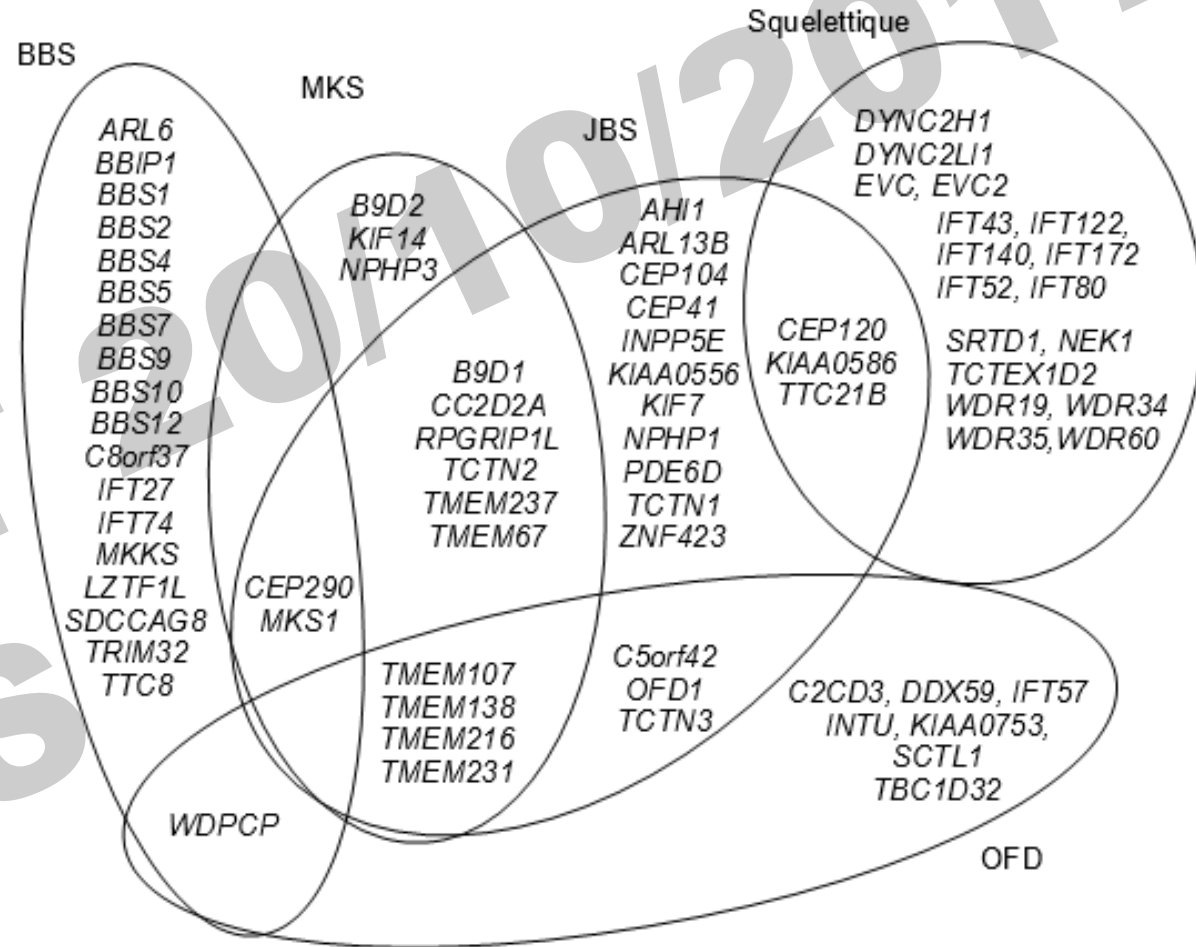 Squelettique
BBS
MKS
JBS
ARL6
BBIP1
BBS1
BBS2
BBS4
BBS5
BBS7
BBS9
BBS10
BBS12
C8orf37
IFT27
IFT74
MKKS
LZTF1L
SDCCAG8
TRIM32
TTC8
B9D2
KIF14
NPHP3
B9D1
CC2D2A
RPGRIP1L
TCTN2
TMEM237
TMEM67
CEP290
MKS1
AHI1
ARL13B
CEP104
CEP41
INPP5E
KIAA0556
KIF7
NPHP1
PDE6D
TCTN1
ZNF423
CEP120
KIAA0586
TTC21B
DYNC2H1
DYNC2LI1
EVC, EVC2
IFT43, IFT122,
IFT140, IFT172
IFT52, IFT80
SRTD1, NEK1
TCTEX1D2
WDR19, WDR34
WDR35,WDR60
TMEM107
TMEM138
TMEM216
TMEM231
C5orf42
OFD1
TCTN3
C2CD3, DDX59, IFT57
INTU, KIAA0753,
SCTL1
TBC1D32
WDPCP
OFD
20/10/201